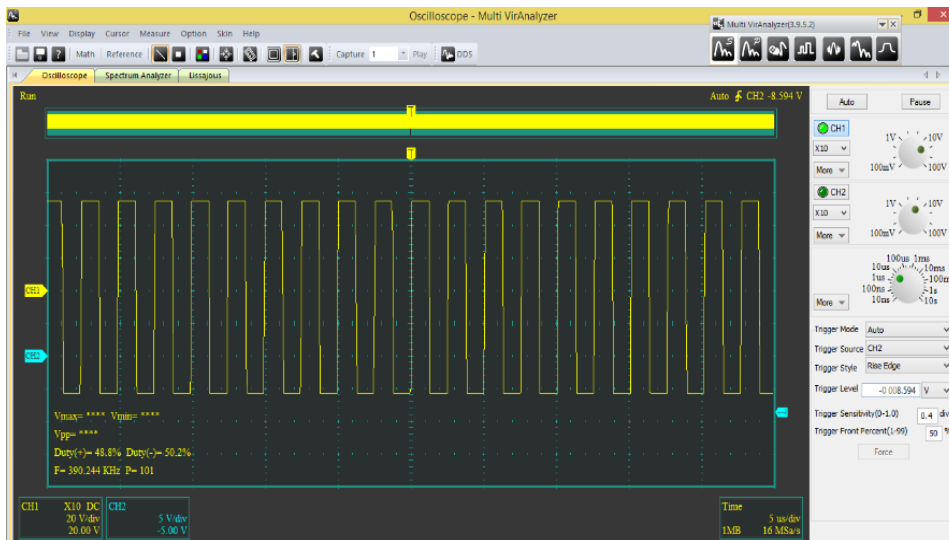 Oscilloscope - Multi VirAnalyzer
File View Display Cursor Measure Option Skin Help
Multi VirAnalyzer(3.9.5.2)
Math Reference Capture 1 Play DDS
Oscilloscope Spectrum Analyzer Lissajous
Run
Auto CH2 -8.594 V
T
T
CH1
CH2
Vmax= **** Vmin= ****
Vpp= ****
Duty(+)= 48.8% Duty(-)= 50.2%
F= 390.244 KHz P= 101
CH1 X10 DC
20 V/div
20.00 V
CH2
5 V/div
-5.00 V
Time
5 us/div
1MB 16 MSa/s
Auto Pause
CH1
X10
More
1V 10V
100mV 100V
CH2
X10
More
1V 10V
100mV 100V
100us 1ms
10us 10ms
1us 100m
100ns 1s
10ns 10s
More
Trigger Mode Auto
Trigger Source CH2
Trigger Style Rise Edge
Trigger Level -0 008.594 V
Trigger Sensitivity(0-1.0) 0.4 div
Trigger Front Percent(1-99) 50 %
Force